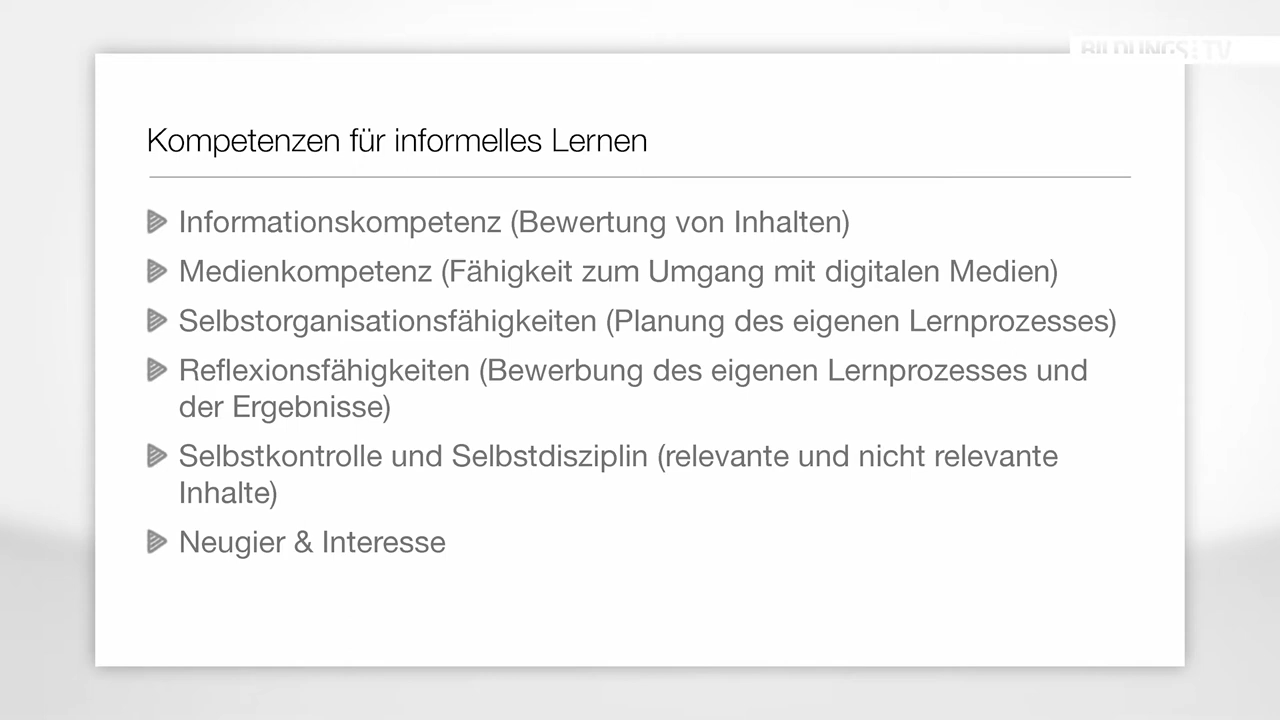 BILDUNGS TV
Kompetenzen für informelles Lernen
Informationskompetenz (Bewertung von Inhalten)
Medienkompetenz (Fähigkeit zum Umgang mit digitalen Medien)
Selbstorganisationsfähigkeiten (Planung des eigenen Lernprozesses)
Reflexionsfähigkeiten (Bewerbung des eigenen Lernprozesses und
der Ergebnisse)
Selbstkontrolle und Selbstdisziplin (relevante und nicht relevante
Inhalte)
Neugier & Interesse